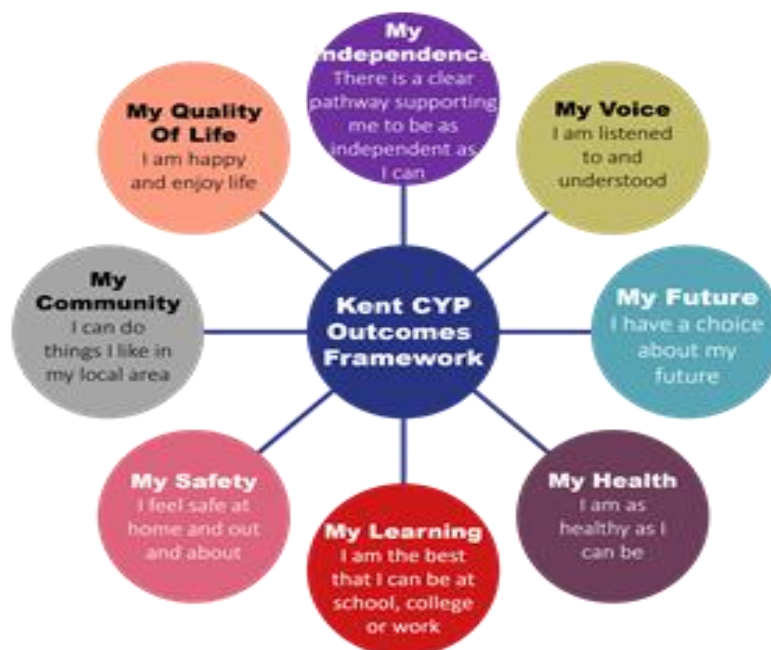 My
Independence
There is a clear
pathway supporting
me to be as
independent as
I can
My Voice
I am listened
to and
understood
My Future
I have a choice
about my
future
My Health
I am as
healthy as I
can be
My Learning
I am the best
that I can be at
school, college
or work
My Safety
I feel safe at
home and out
and about
My
Community
I can do
things I like in
my local area
My Quality
Of Life
I am happy
and enjoy life
Kent CYP
Outcomes
Framework